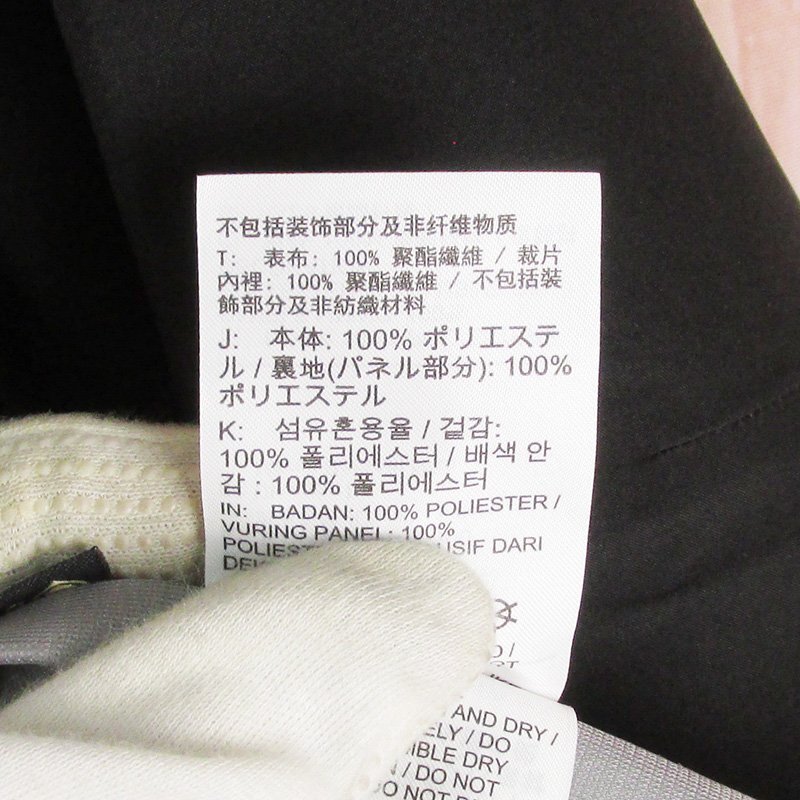 不包括装饰部分及非纤维物质
T: 表布: 100% 聚酯纖維 / 裁片
內裡: 100% 聚酯纖維 / 不包括裝
飾部分及非紡織材料
J: 本体: 100% ポリエステ
ル / 裏地(パネル部分): 100%
ポリエステル
K: 섬유혼용율 / 겉감:
100% 폴리에스터 / 배색 안
감 : 100% 폴리에스터
IN: BADAN: 100% POLIESTER /
VURING PANEL: 100%
DARI
AND DRY /
/ DO
DRY
/ DO NOT